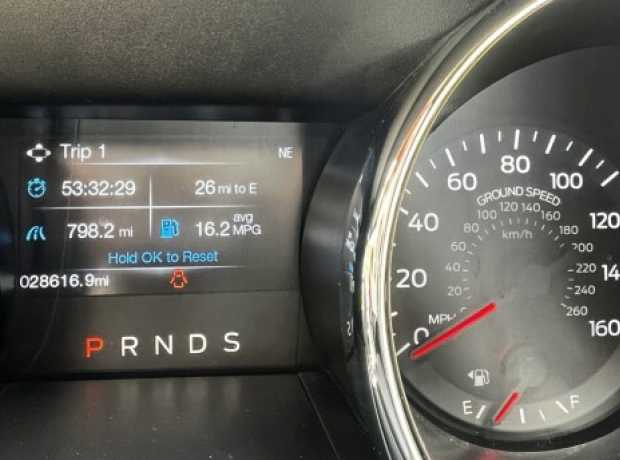 Trip 1 NE
53:32:29 26 mi to E
798.2 mi 16.2 avg MPG
Hold OK to Reset
028616.9mi
P R N D S
0 20 40 60 80 100 120 14 160
GROUND SPEED
20 40 60 80 100 120 140 160 180 200 220 240 260
km/h
MPH
E F